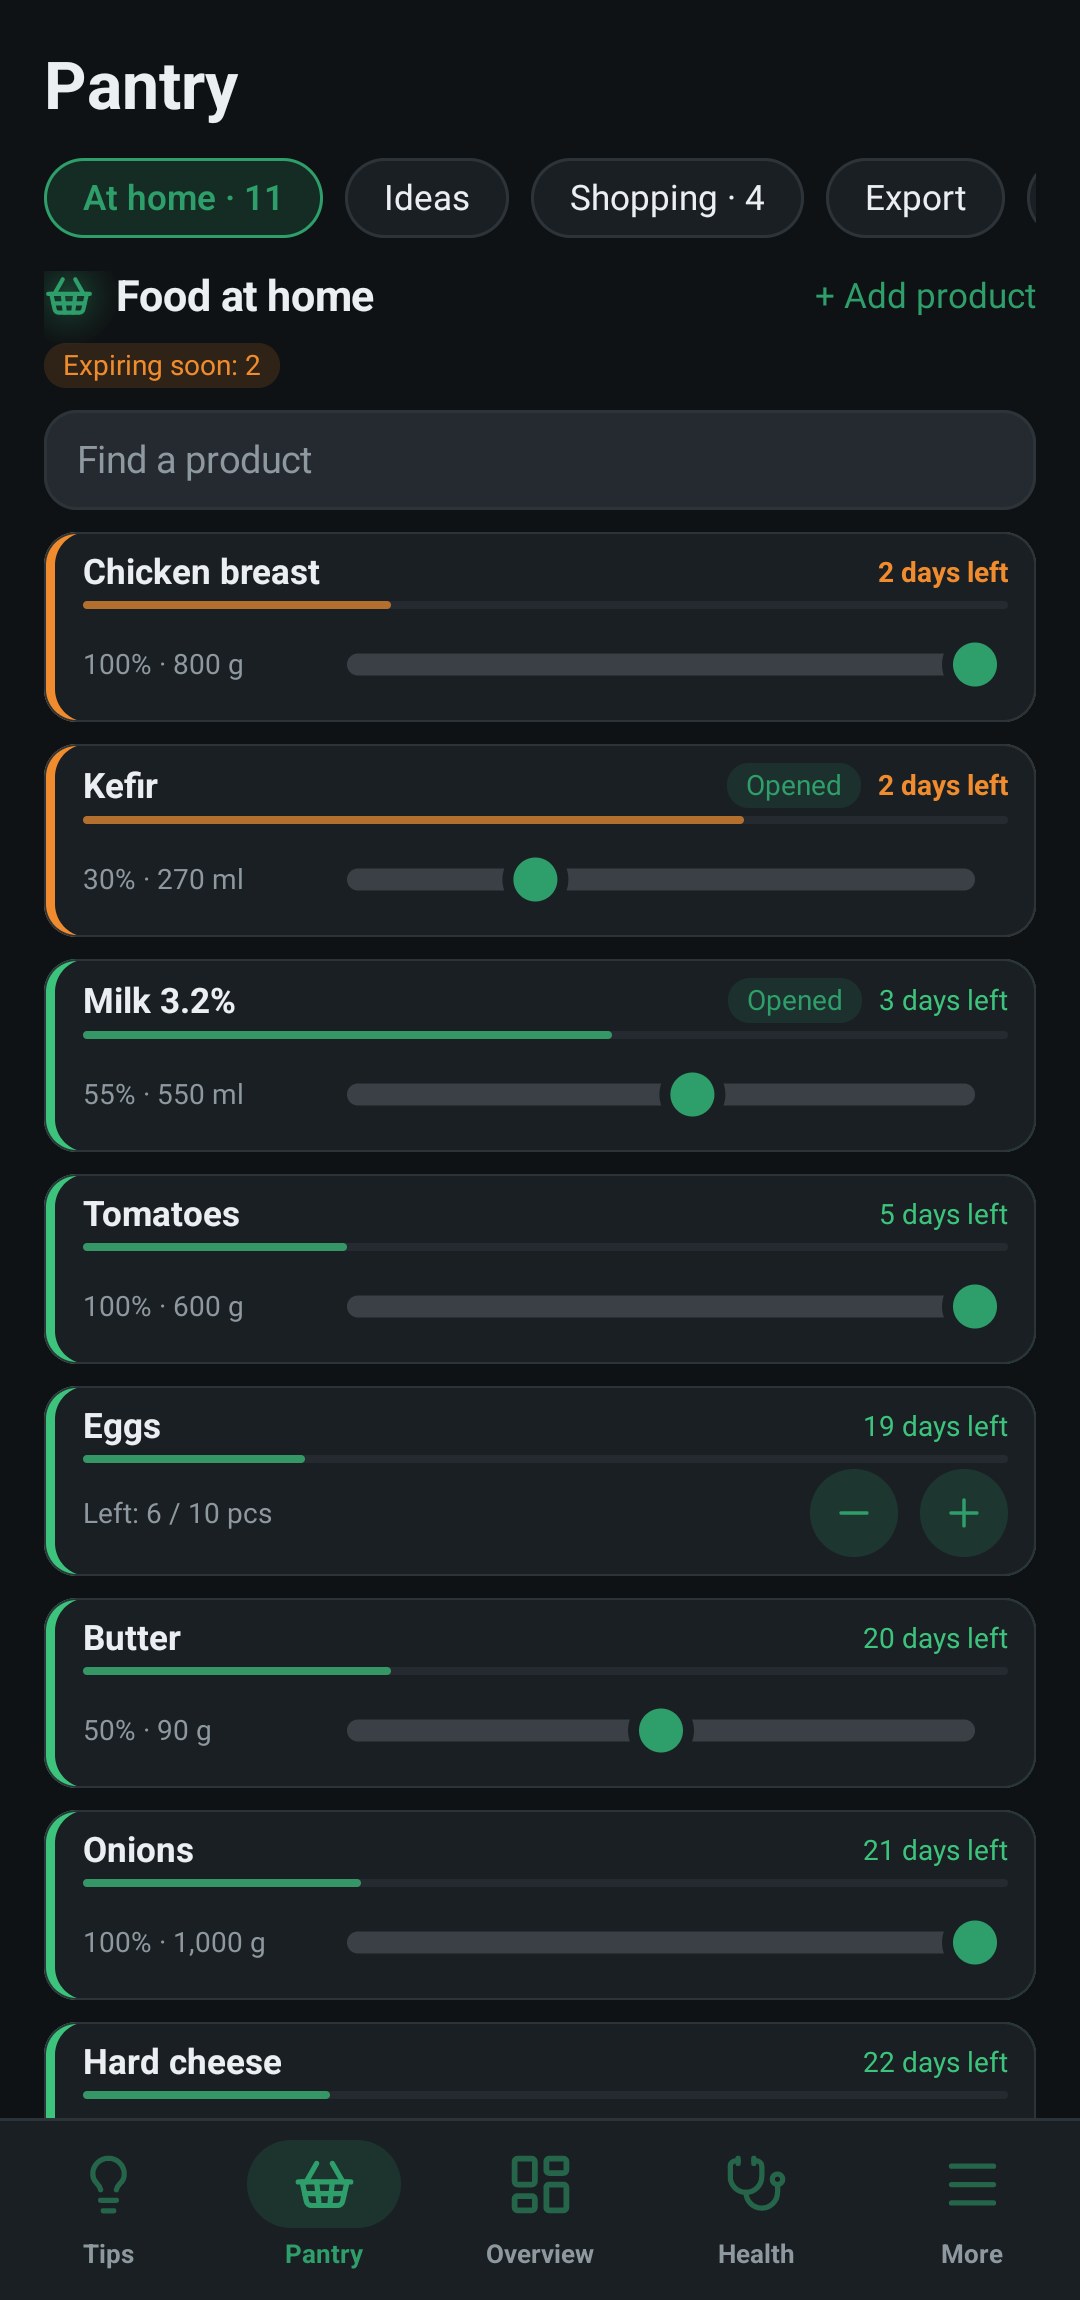 Pantry
At home · 11
Ideas
Shopping · 4
Export
Food at home
+ Add product
Expiring soon: 2
Find a product
Chicken breast
2 days left
100% · 800 g
Kefir
Opened
2 days left
30% · 270 ml
Milk 3.2%
Opened
3 days left
55% · 550 ml
Tomatoes
5 days left
100% · 600 g
Eggs
19 days left
Left: 6 / 10 pcs
Butter
20 days left
50% · 90 g
Onions
21 days left
100% · 1,000 g
Hard cheese
22 days left
Tips
Pantry
Overview
Health
More